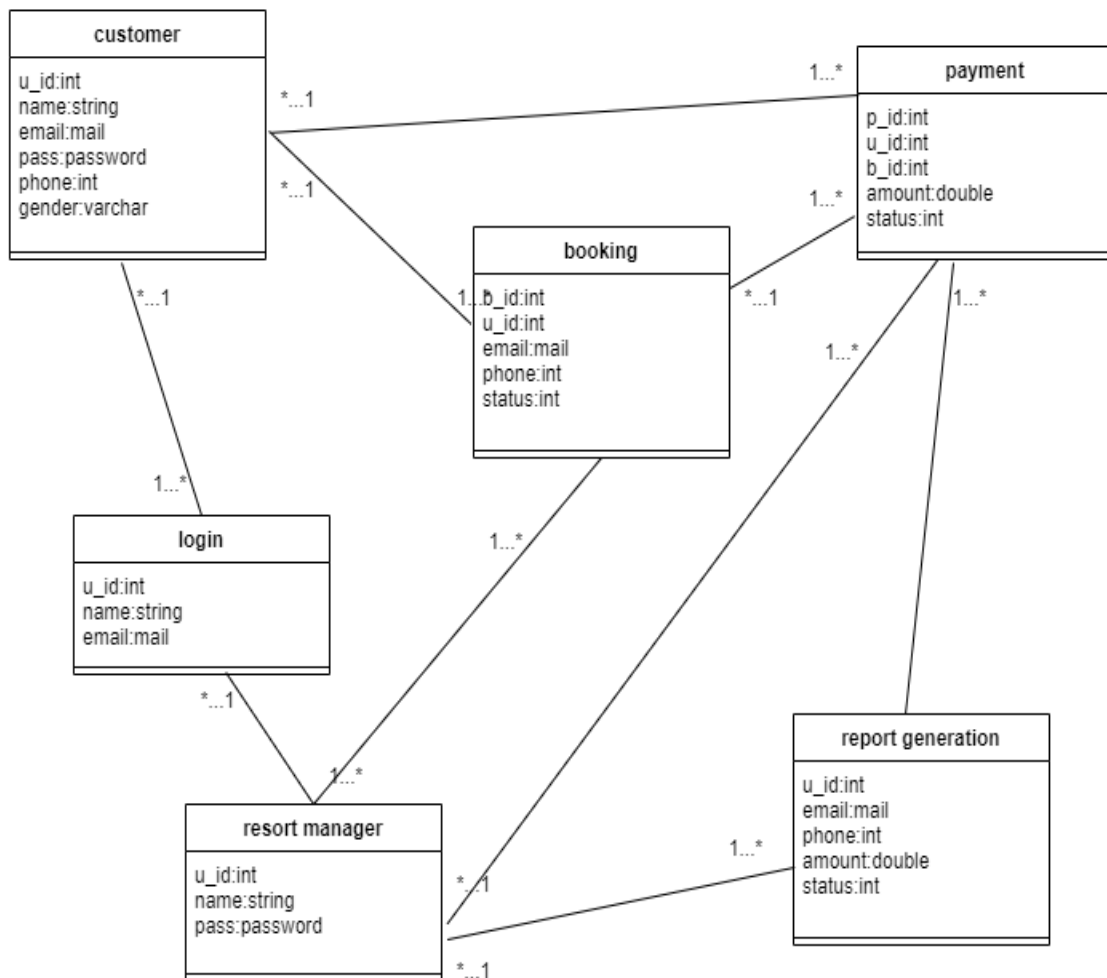 customer
u_id:int
name:string
email:mail
pass:password
phone:int
gender:varchar
*...1
1...*
payment
p_id:int
u_id:int
b_id:int
amount:double
status:int
*...1
1...*
booking
b_id:int
u_id:int
email:mail
phone:int
status:int
1...*
*...1
*...1
1...*
1...*
1...*
login
u_id:int
name:string
email:mail
1...*
*...1
1...*
resort manager
u_id:int
name:string
pass:password
report generation
u_id:int
email:mail
phone:int
amount:double
status:int
1...*
*...1
*...1